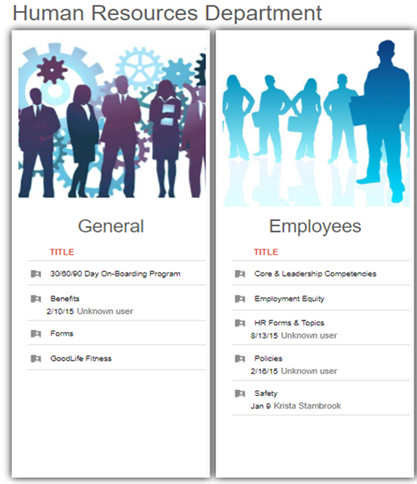 Human Resources Department
General
TITLE
30/60/90 Day On-Boarding Program
Benefits
2/10/15 Unknown user
Forms
GoodLife Fitness
Employees
TITLE
Core & Leadership Competencies
Employment Equity
HR Forms & Topics
8/13/15 Unknown user
Policies
2/16/15 Unknown user
Safety
Jan 9 Krista Stambrook